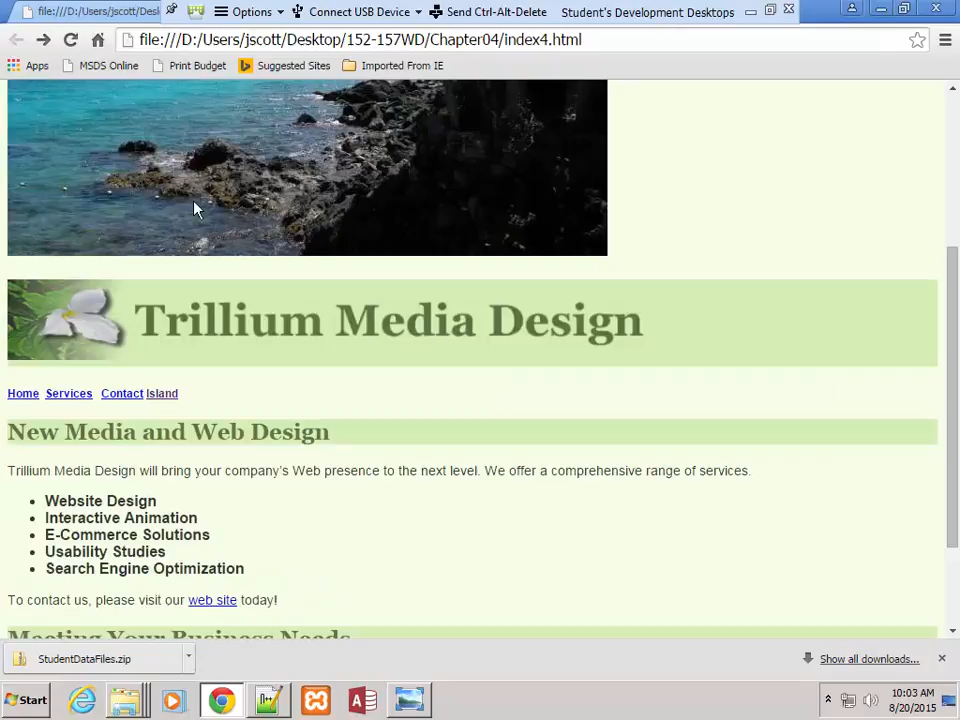 file:///D:/Users/jscott/Desk
Options
Connect USB Device
Send Ctrl-Alt-Delete
Student's Development Desktops
file:///D:/Users/jscott/Desktop/152-157WD/Chapter04/index4.html
Apps
MSDS Online
Print Budget
Suggested Sites
Imported From IE
Trillium Media Design
Home Services Contact Island
New Media and Web Design
Trillium Media Design will bring your company's Web presence to the next level. We offer a comprehensive range of services.
• Website Design
• Interactive Animation
• E-Commerce Solutions
• Usability Studies
• Search Engine Optimization
To contact us, please visit our web site today!
Meeting Your Business Needs
StudentDataFiles.zip
Show all downloads...
Start
10:03 AM
8/20/2015